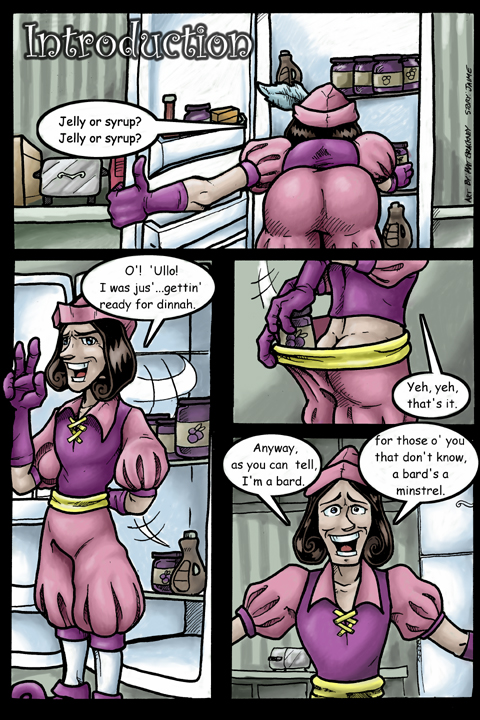 Introduction
Jelly or syrup?
Jelly or syrup?
O'! 'Ullo!
I was jus'...gettin'
ready for dinnah.
Yeh, yeh,
that's it.
Anyway,
as you can tell,
I'm a bard.
for those o' you
that don't know,
a bard's a
minstrel.